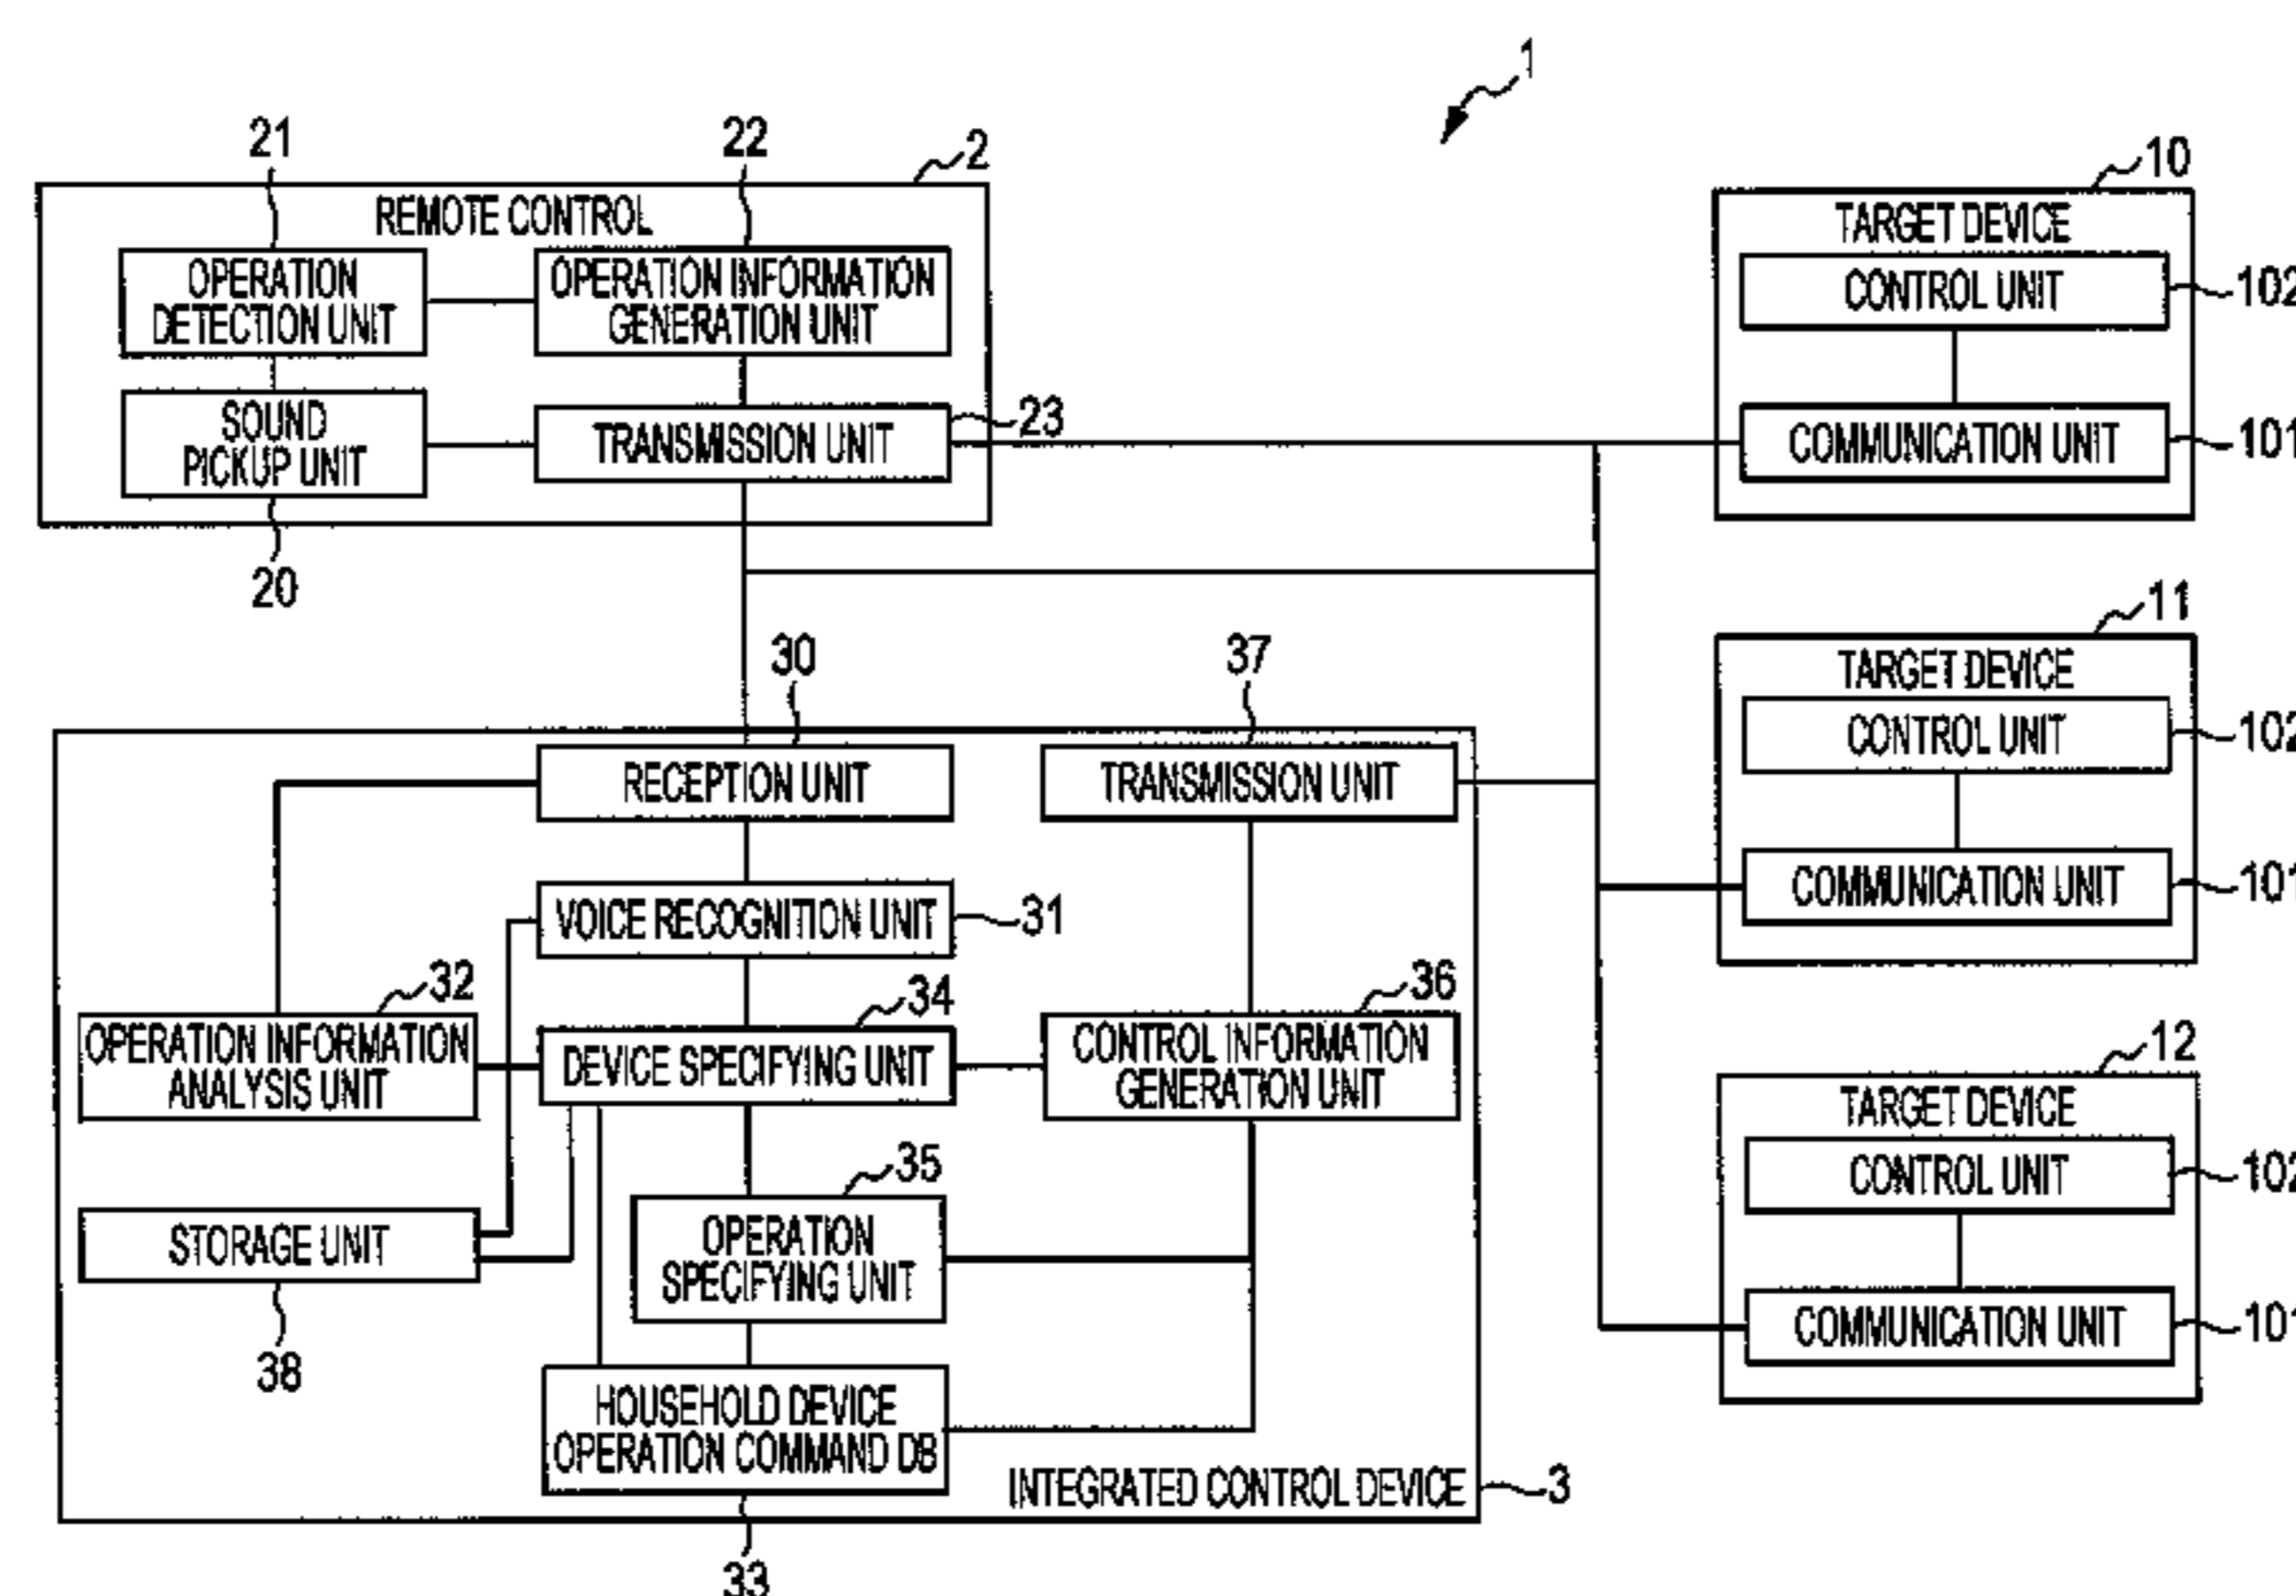 1
21
22
2
REMOTE CONTROL
OPERATION
DETECTION UNIT
OPERATION INFORMATION
GENERATION UNIT
SOUND
PICKUP UNIT
TRANSMISSION UNIT
23
20
10
TARGET DEVICE
CONTROL UNIT
102
COMMUNICATION UNIT
101
11
TARGET DEVICE
CONTROL UNIT
102
COMMUNICATION UNIT
101
12
TARGET DEVICE
CONTROL UNIT
102
COMMUNICATION UNIT
101
30
37
RECEPTION UNIT
TRANSMISSION UNIT
VOICE RECOGNITION UNIT
31
32
34
36
OPERATION INFORMATION
ANALYSIS UNIT
DEVICE SPECIFYING UNIT
CONTROL INFORMATION
GENERATION UNIT
35
STORAGE UNIT
OPERATION
SPECIFYING UNIT
38
HOUSEHOLD DEVICE
OPERATION COMMAND DB
INTEGRATED CONTROL DEVICE
3
33